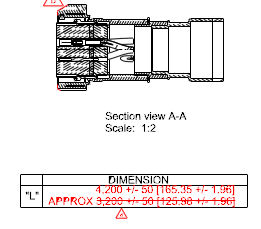 Section view A-A
Scale: 1:2
DIMENSION
"L"
4,200 +/- 50 [165.35 +/- 1.96]
APPROX 3,200 +/- 50 [125.98 +/- 1.96]